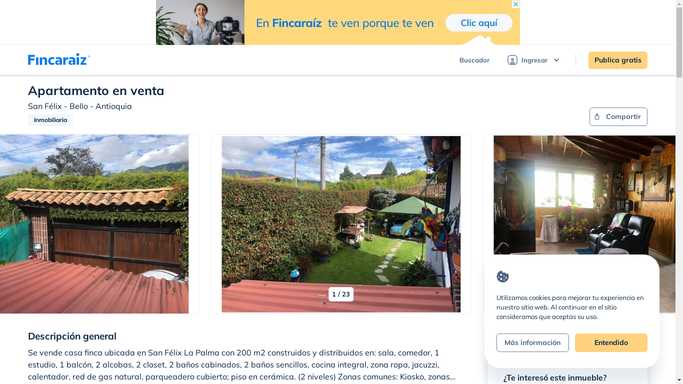 En Fincaraíz te ven porque te ven
Clic aquí
Fincaraiz
Buscador
Ingresar
Publica gratis
Apartamento en venta
San Félix - Bello - Antioquia
Inmobiliaria
Compartir
1 / 23
Utilizamos cookies para mejorar tu experiencia en
nuestro sitio web. Al continuar en el sitio
consideramos que aceptas su uso.
Más información
Entendido
Descripción general
Se vende casa finca ubicada en San Félix La Palma con 200 m2 construidos y distribuidos en: sala, comedor, 1
estudio, 1 balcón, 2 alcobas, 2 closet, 2 baños cabinados, 2 baños sencillos, cocina integral, zona ropa, jacuzzi,
calentador, red de gas natural, parqueadero cubierto; piso en cerámica. (2 niveles) Zonas comunes: Kiosko, zonas...
¿Te interesó este inmueble?